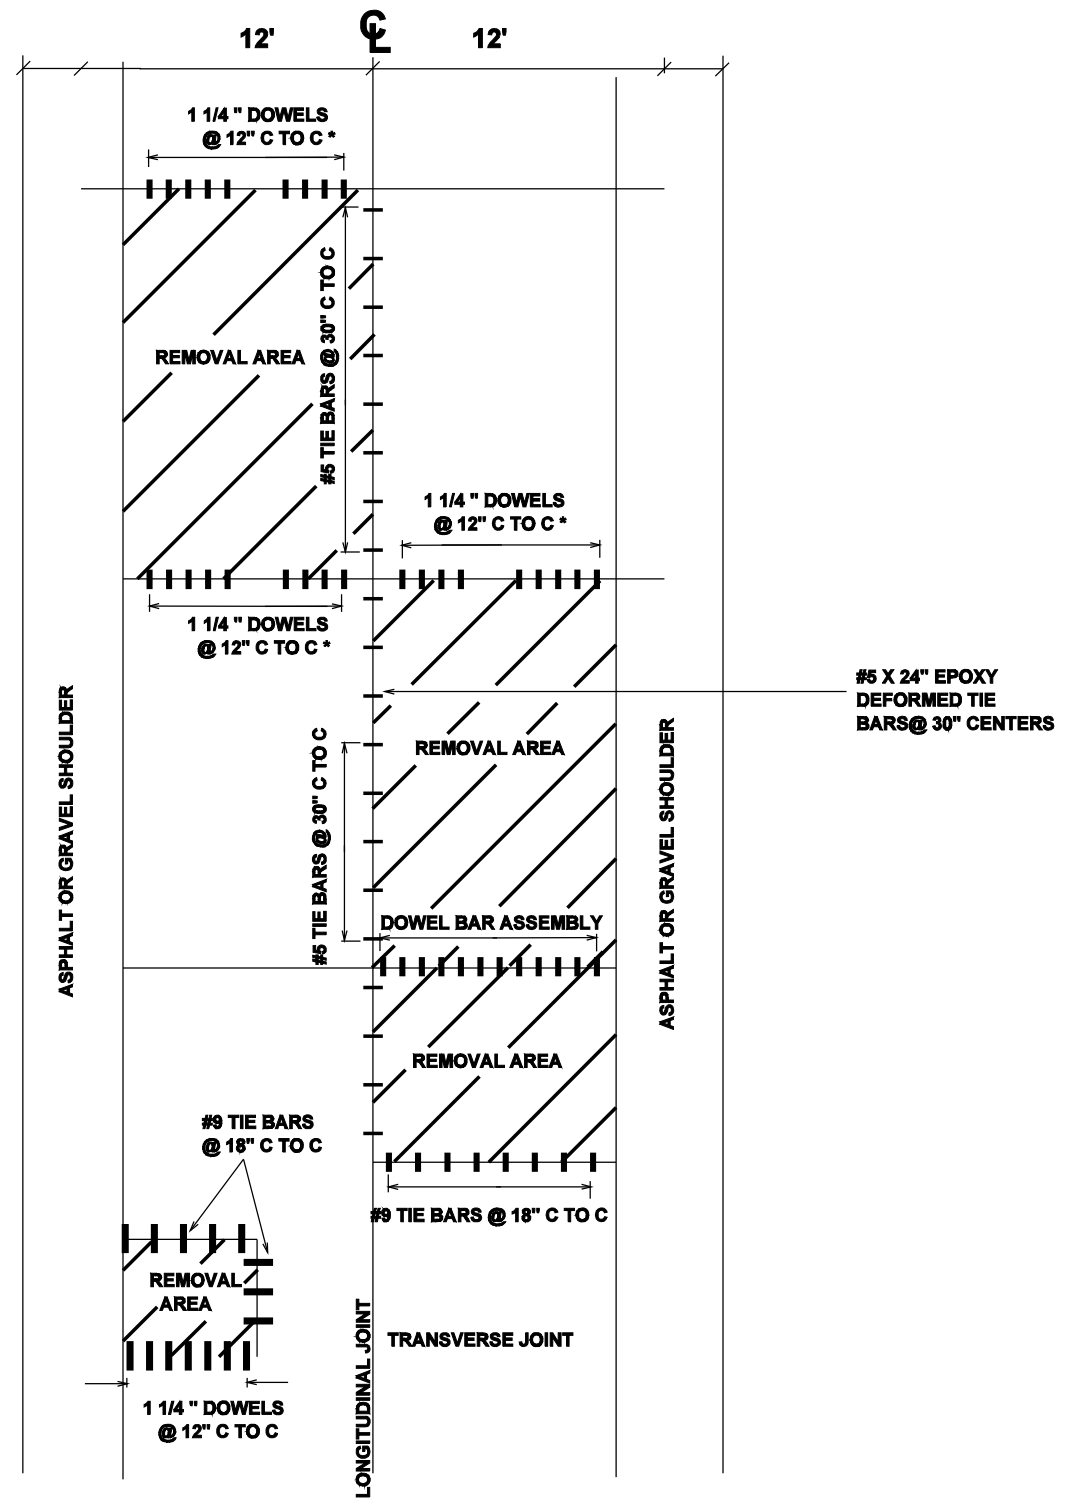 12'
℄
12'
1 1/4 " DOWELS
@ 12" C TO C *
#5 TIE BARS @ 30" C TO C
REMOVAL AREA
1 1/4 " DOWELS
@ 12" C TO C *
1 1/4 " DOWELS
@ 12" C TO C *
#5 X 24" EPOXY
DEFORMED TIE
BARS@ 30" CENTERS
ASPHALT OR GRAVEL SHOULDER
REMOVAL AREA
#5 TIE BARS @ 30" C TO C
ASPHALT OR GRAVEL SHOULDER
DOWEL BAR ASSEMBLY
REMOVAL AREA
#9 TIE BARS
@ 18" C TO C
#9 TIE BARS @ 18" C TO C
REMOVAL
AREA
LONGITUDINAL JOINT
TRANSVERSE JOINT
1 1/4 " DOWELS
@ 12" C TO C